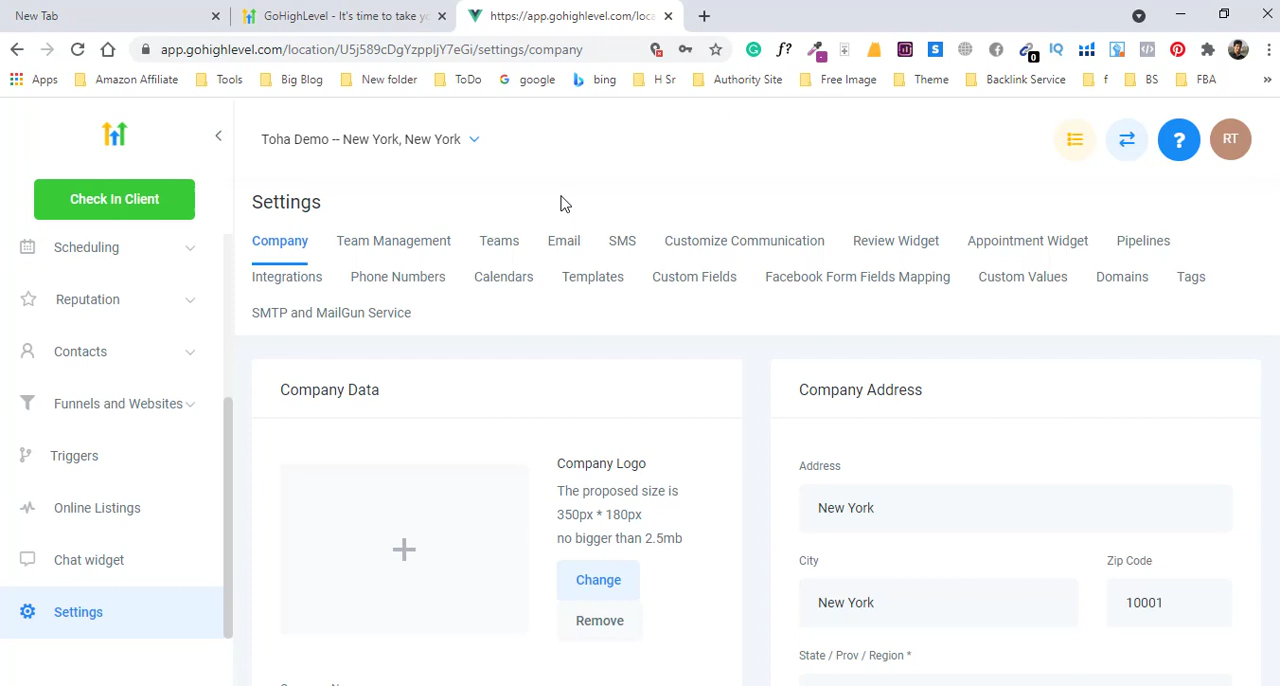 New Tab
GoHighLevel - It's time to take yo
https://app.gohighlevel.com/loca
app.gohighlevel.com/location/U5j589cDgYzppIjY7eGi/settings/company
f?
S
IQ
0
Apps
Amazon Affiliate
Tools
Big Blog
New folder
ToDo
google
bing
H Sr
Authority Site
Free Image
Theme
Backlink Service
f
BS
FBA
»
Toha Demo -- New York, New York
?
RT
Check In Client
Scheduling
Reputation
Contacts
Funnels and Websites
Triggers
Online Listings
Chat widget
Settings
Settings
Company
Team Management
Teams
Email
SMS
Customize Communication
Review Widget
Appointment Widget
Pipelines
Integrations
Phone Numbers
Calendars
Templates
Custom Fields
Facebook Form Fields Mapping
Custom Values
Domains
Tags
SMTP and MailGun Service
Company Data
Company Logo
The proposed size is
350px * 180px
no bigger than 2.5mb
Change
Remove
Company Address
Address
New York
City
Zip Code
New York
10001
State / Prov / Region *